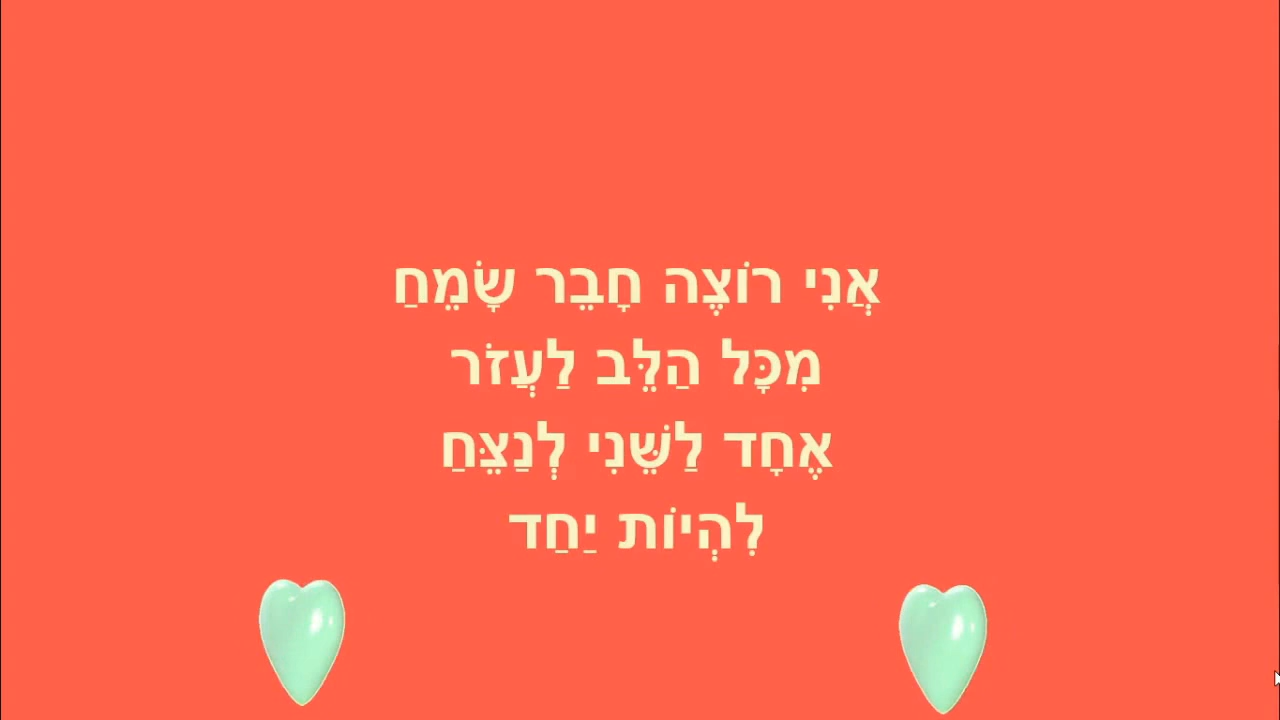 אֲנִי רוֹצֶה חָבֵר שָׂמֵחַ
מִכָּל הַלֵּב לַעֲזֹר
אֶחָד לַשֵּׁנִי לְנַצֵּחַ
לִהְיוֹת יַחַד